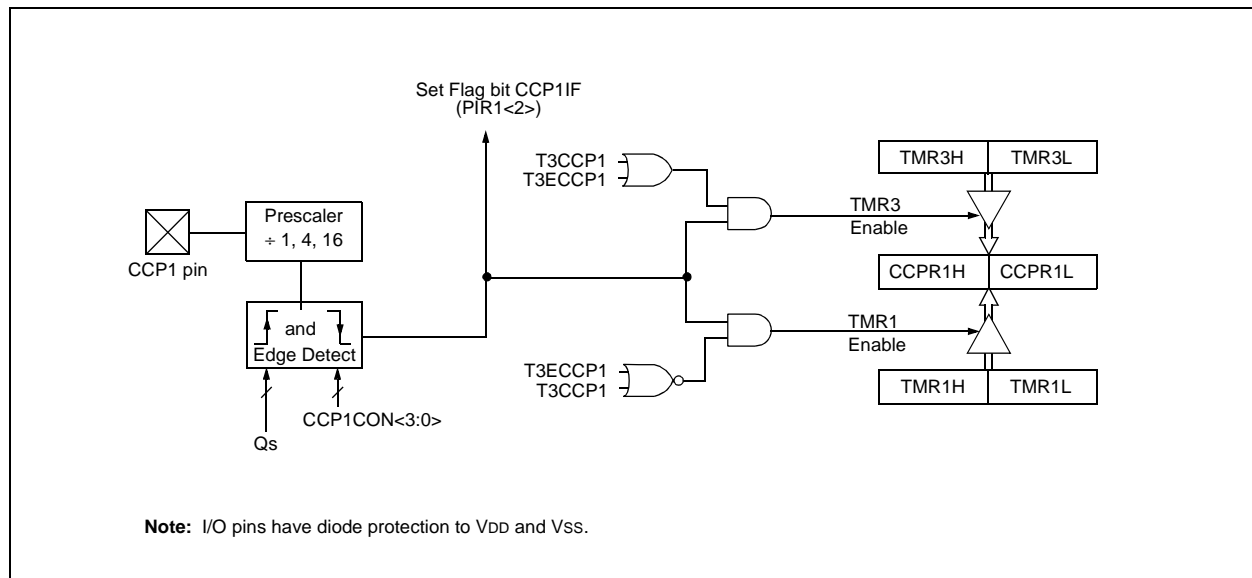 Set Flag bit CCP1IF
(PIR1<2>)
T3CCP1
T3ECCP1
TMR3H TMR3L
Prescaler
÷ 1, 4, 16
CCP1 pin
TMR3
Enable
CCPR1H CCPR1L
and
Edge Detect
TMR1
Enable
T3ECCP1
T3CCP1
TMR1H TMR1L
CCP1CON<3:0>
Qs
Note: I/O pins have diode protection to VDD and VSS.